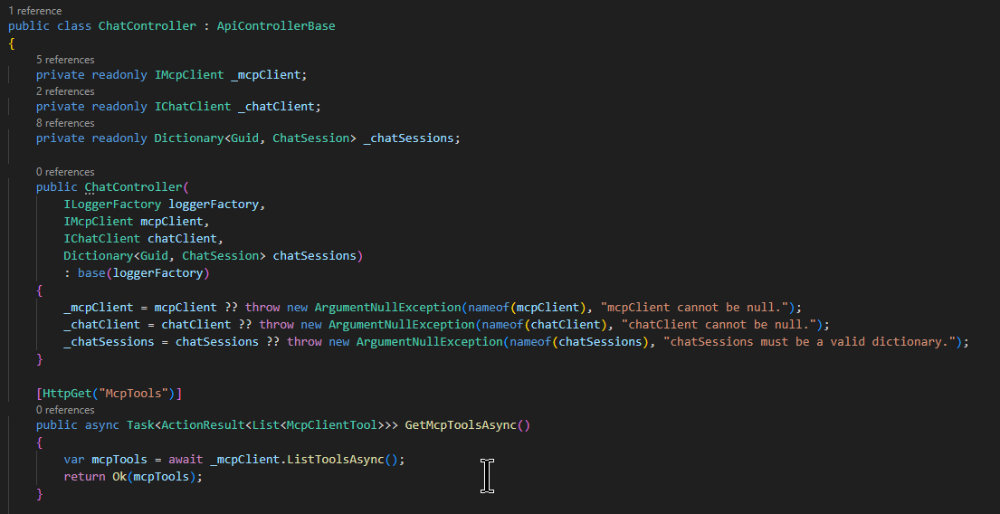 1 reference
public class ChatController : ApiControllerBase
{
5 references
private readonly IMcpClient _mcpClient;
2 references
private readonly IChatClient _chatClient;
8 references
private readonly Dictionary<Guid, ChatSession> _chatSessions;
0 references
public ChatController(
ILoggerFactory loggerFactory,
IMcpClient mcpClient,
IChatClient chatClient,
Dictionary<Guid, ChatSession> chatSessions)
: base(loggerFactory)
{
_mcpClient = mcpClient ?? throw new ArgumentNullException(nameof(mcpClient), "mcpClient cannot be null.");
_chatClient = chatClient ?? throw new ArgumentNullException(nameof(chatClient), "chatClient cannot be null.");
_chatSessions = chatSessions ?? throw new ArgumentNullException(nameof(chatSessions), "chatSessions must be a valid dictionary.");
}
[HttpGet("McpTools")]
0 references
public async Task<ActionResult<List<McpClientTool>>> GetMcpToolsAsync()
{
var mcpTools = await _mcpClient.ListToolsAsync();
return Ok(mcpTools);
}